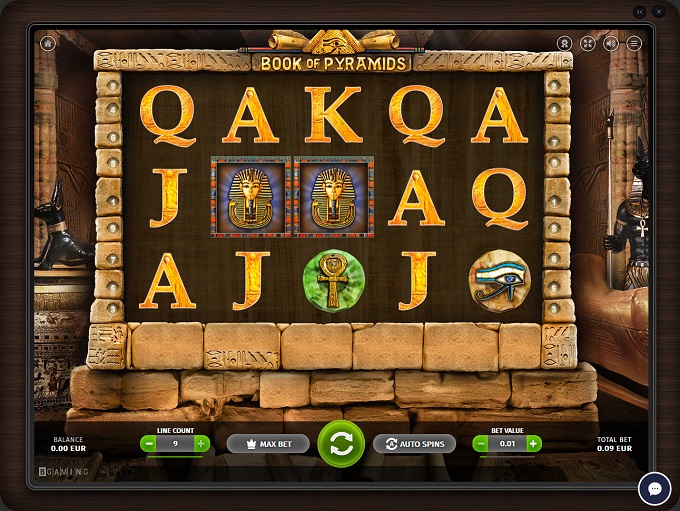 BOOK OF PYRAMIDS
Q A K Q A
J A Q
A J J
BALANCE
0.00 EUR
LINE COUNT
9
MAX BET
AUTO SPINS
BET VALUE
0.01
TOTAL BET
0.09 EUR
BGAMING